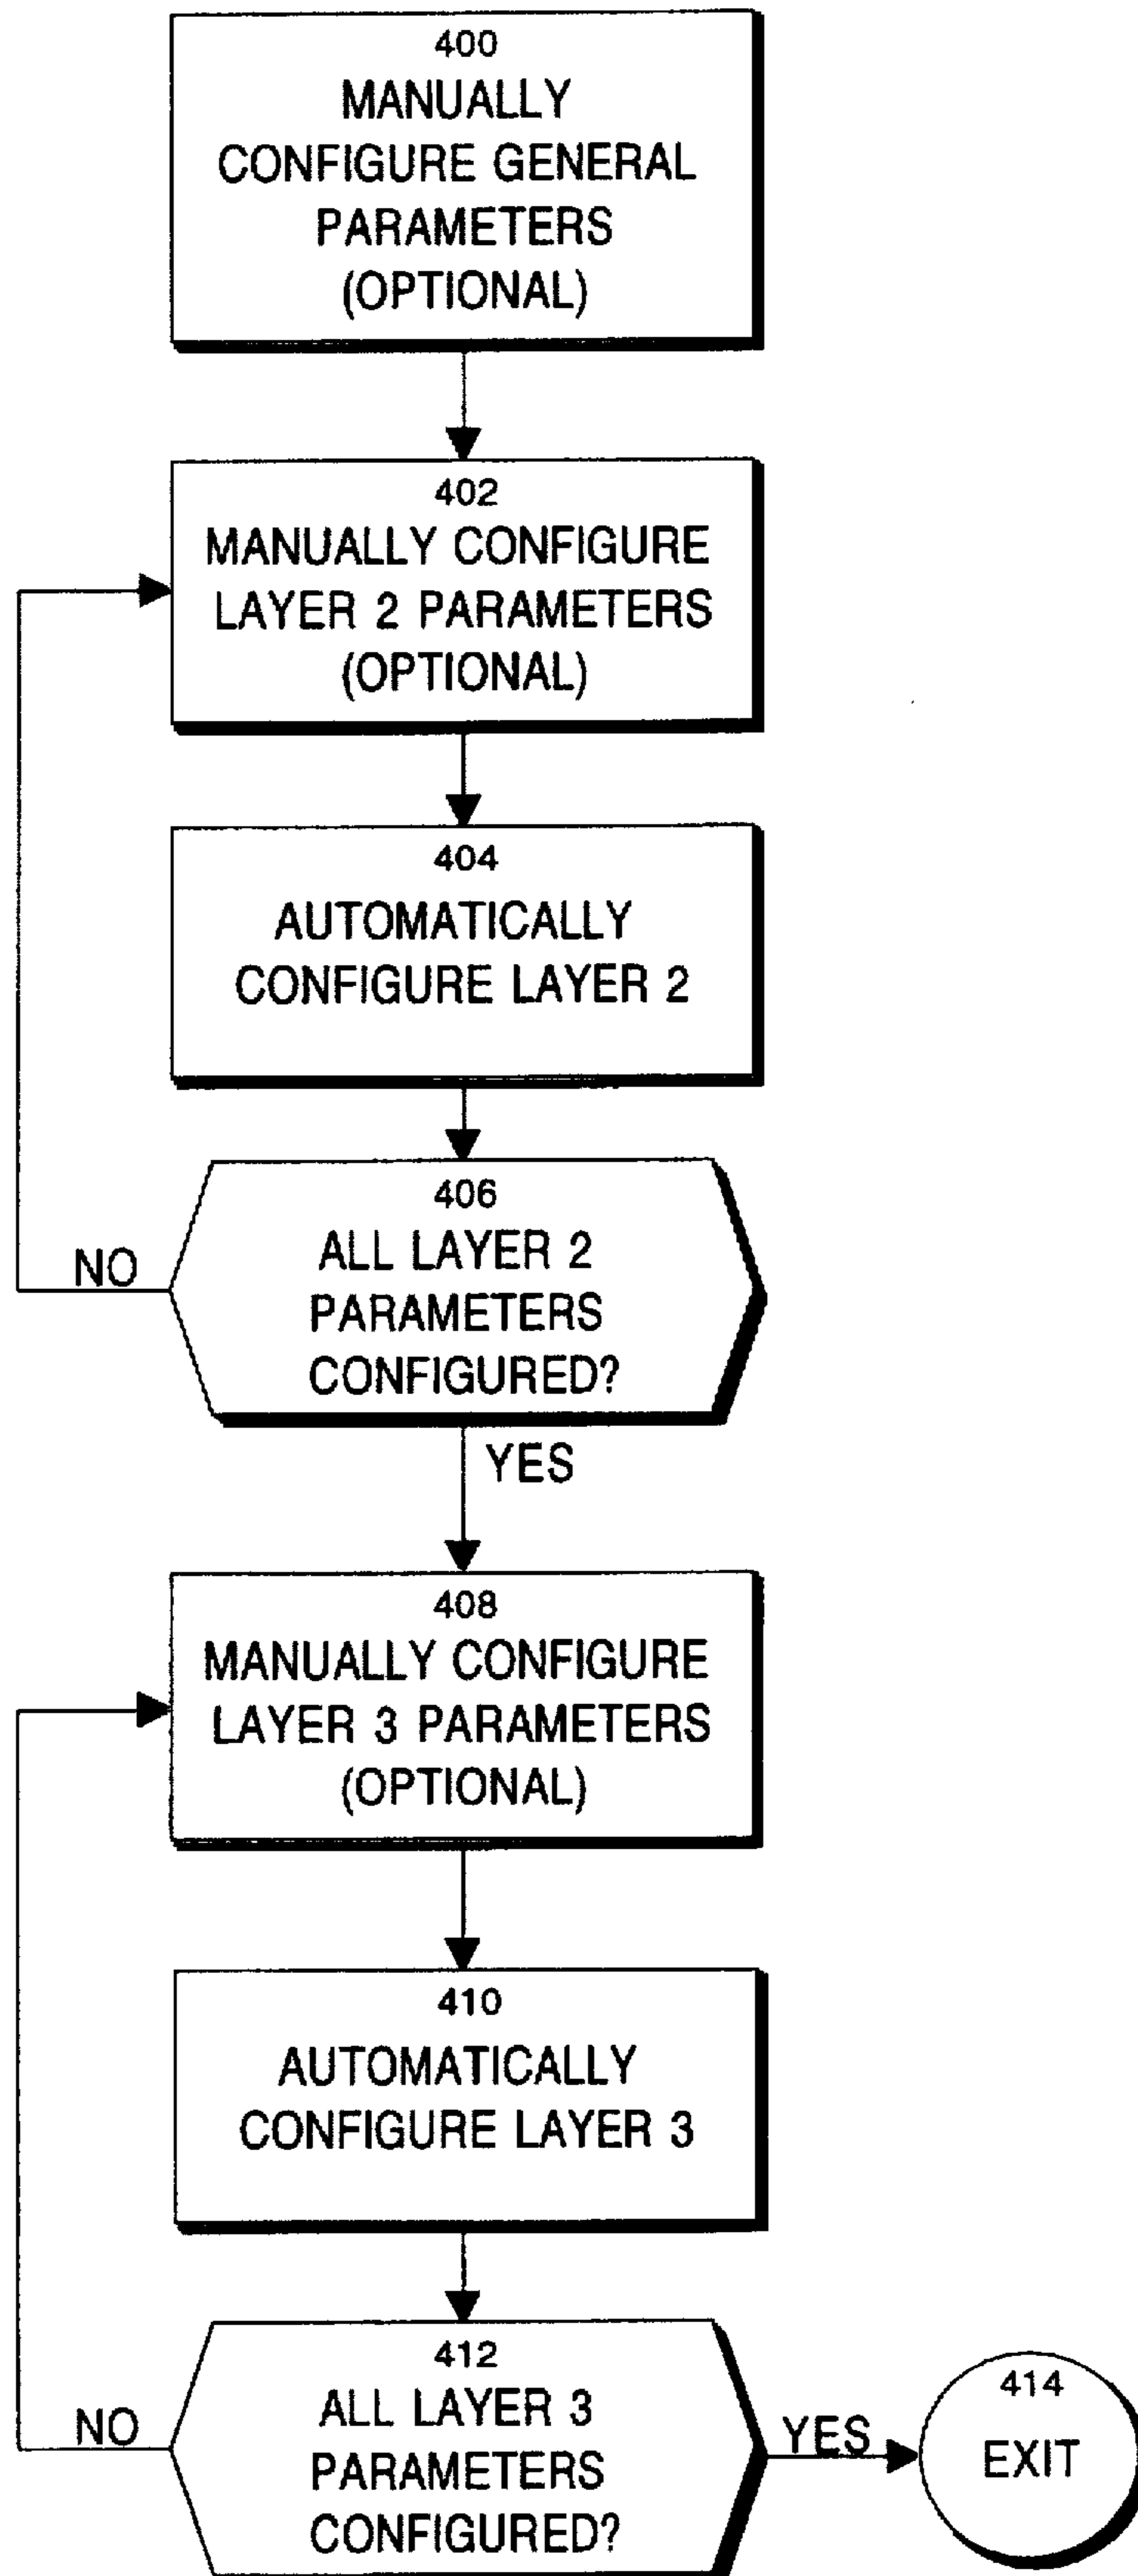 400
MANUALLY
CONFIGURE GENERAL
PARAMETERS
(OPTIONAL)
402
MANUALLY CONFIGURE
LAYER 2 PARAMETERS
(OPTIONAL)
404
AUTOMATICALLY
CONFIGURE LAYER 2
406
ALL LAYER 2
PARAMETERS
CONFIGURED?
NO
YES
408
MANUALLY CONFIGURE
LAYER 3 PARAMETERS
(OPTIONAL)
410
AUTOMATICALLY
CONFIGURE LAYER 3
412
ALL LAYER 3
PARAMETERS
CONFIGURED?
NO
YES
414
EXIT